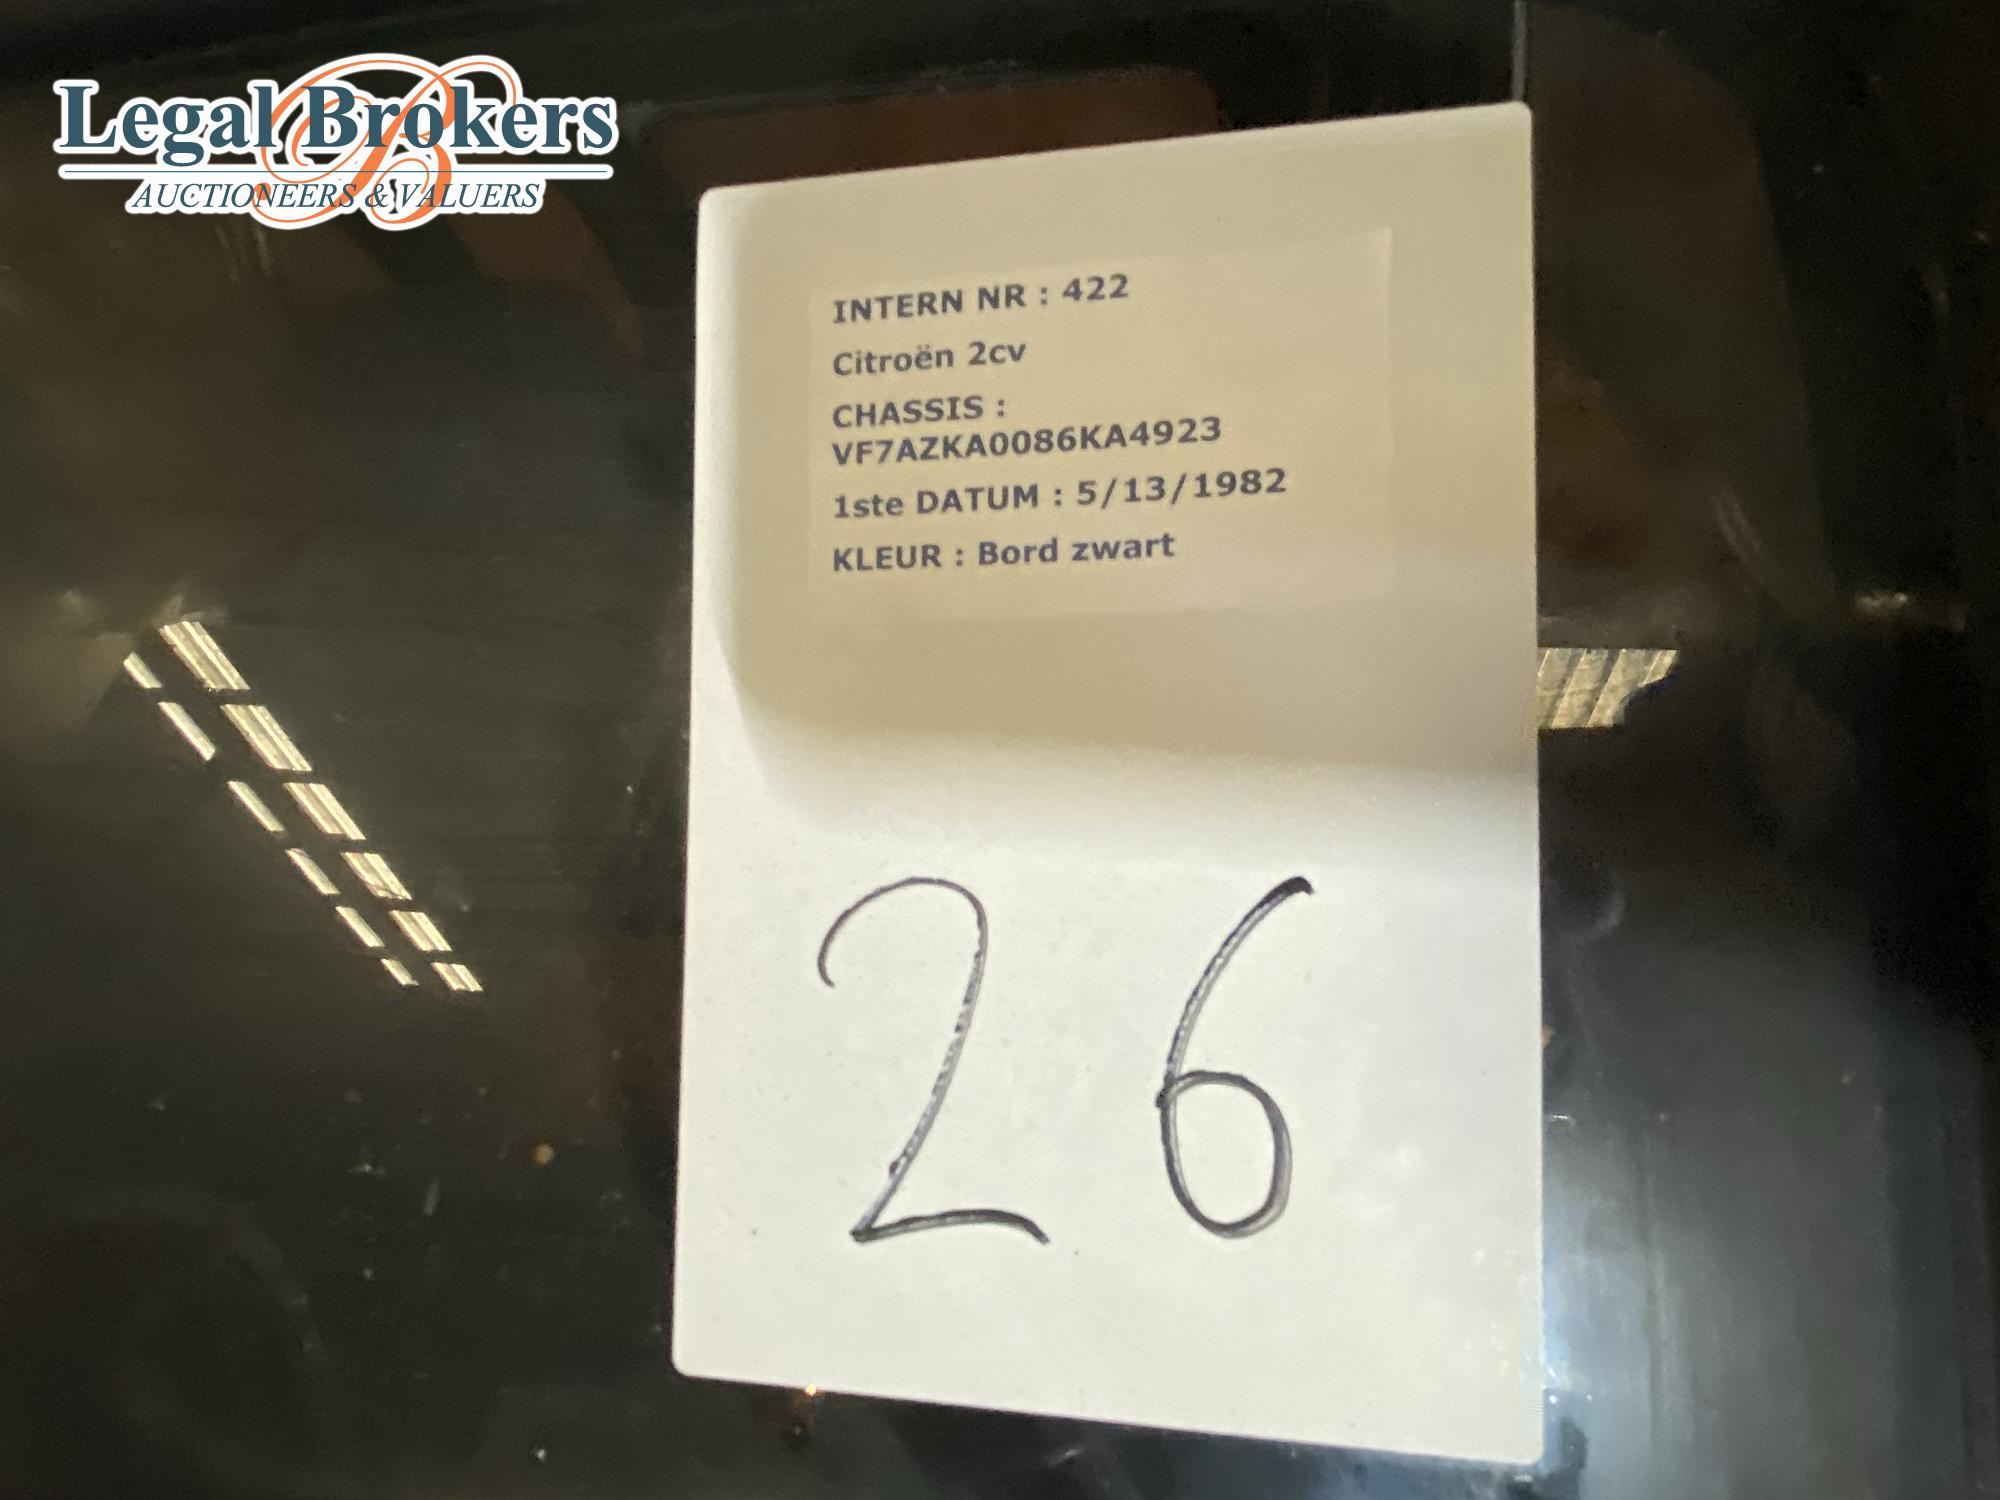 Legal Brokers
AUCTIONEERS & VALUERS
INTERN NR : 422
Citroën 2cv
CHASSIS :
VF7AZKA0086KA4923
1ste DATUM : 5/13/1982
KLEUR : Bord zwart
26